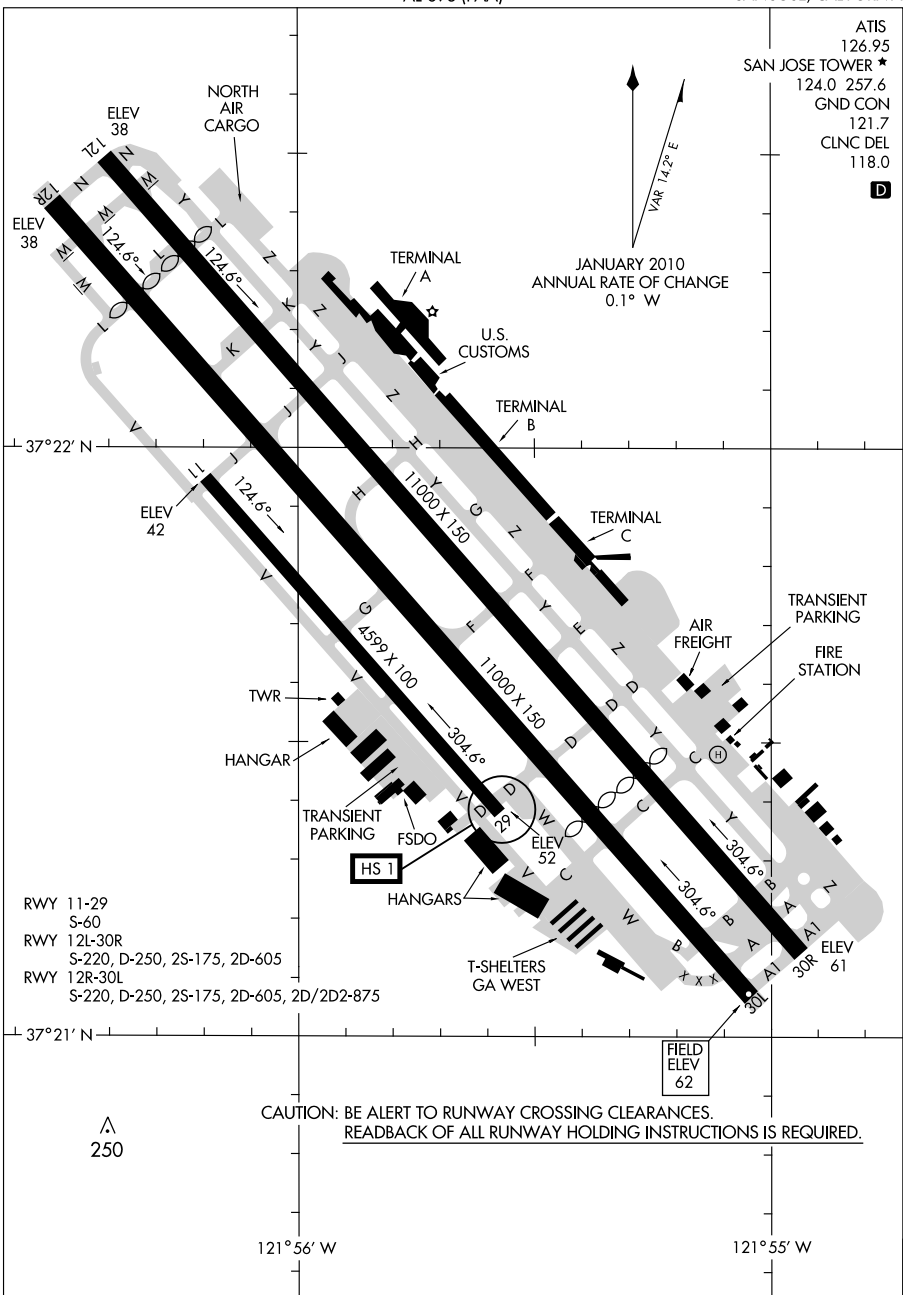 ATIS
126.95
SAN JOSE TOWER ★
124.0 257.6
GND CON
121.7
CLNC DEL
118.0
D
NORTH
AIR
CARGO
ELEV
38
12L
12R
ELEV
38
N
N
W
Y
L
Z
W
W
W
L
L
124.6°
124.6°
VAR 14.2° E
JANUARY 2010
ANNUAL RATE OF CHANGE
0.1° W
TERMINAL
A
U.S.
CUSTOMS
TERMINAL
B
K
Z
Y
J
Z
K
J
V
J
H
37°22' N
11
ELEV
42
124.6°
H
Y
G
Z
11000 X 150
TERMINAL
C
V
G
F
F
Y
E
Z
4599 X 100
11000 X 150
V
TRANSIENT
PARKING
AIR
FREIGHT
FIRE
STATION
TWR
HANGAR
304.6°
D
D
D
D
Y
C
H
TRANSIENT
PARKING
FSDO
V
D
D
29
W
ELEV
52
C
Y
HS 1
V
C
HANGARS
304.6°
304.6°
B
Z
W
B
B
A
A
A1
A1
X X X
T-SHELTERS
GA WEST
30R
ELEV
61
30L
RWY 11-29
S-60
RWY 12L-30R
S-220, D-250, 2S-175, 2D-605
RWY 12R-30L
S-220, D-250, 2S-175, 2D-605, 2D/2D2-875
37°21' N
FIELD
ELEV
62
CAUTION: BE ALERT TO RUNWAY CROSSING CLEARANCES.
READBACK OF ALL RUNWAY HOLDING INSTRUCTIONS IS REQUIRED.
250
121°56' W
121°55' W